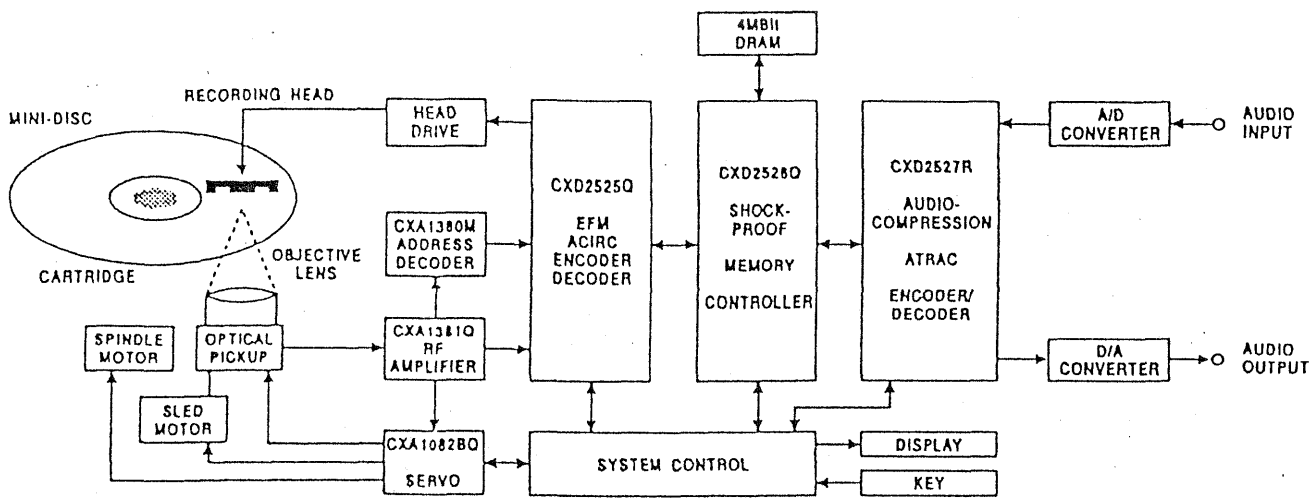 4MBIT
DRAM
RECORDING HEAD
MINI-DISC
HEAD
DRIVE
A/D
CONVERTER
AUDIO
INPUT
CXD2525Q
EFM
ACIRC
ENCODER
DECODER
CXD2526Q
SHOCK-
PROOF
MEMORY
CONTROLLER
CXD2527R
AUDIO-
COMPRESSION
ATRAC
ENCODER/
DECODER
CXA1380M
ADDRESS
DECODER
OBJECTIVE
LENS
CARTRIDGE
SPINDLE
MOTOR
OPTICAL
PICKUP
CXA1381Q
RF
AMPLIFIER
D/A
CONVERTER
AUDIO
OUTPUT
SLED
MOTOR
CXA1082BQ
SERVO
SYSTEM CONTROL
DISPLAY
KEY